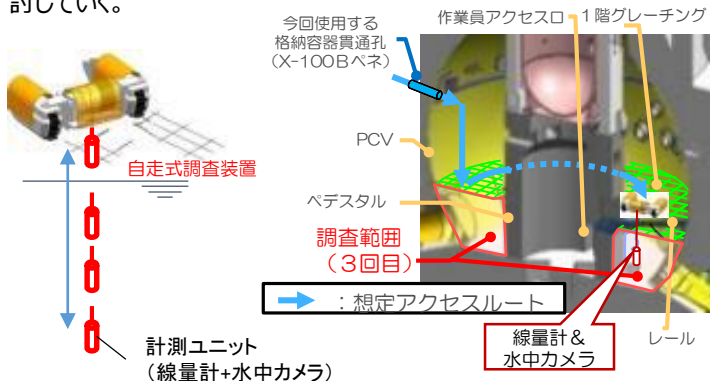 討していく。
今回使用する
格納容器貫通孔
（X-100Bペネ）
作業員アクセス口
1階グレーチング
PCV
自走式調査装置
ペデスタル
調査範囲
（3回目）
：想定アクセスルート
線量計＆
水中カメラ
レール
計測ユニット
（線量計+水中カメラ）